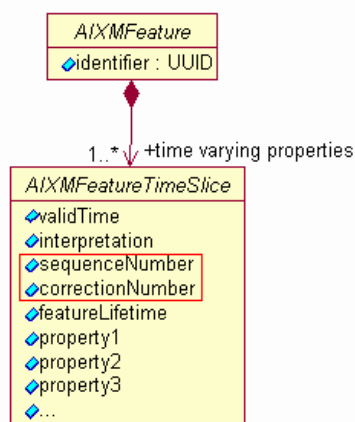 AIXMFeature
identifier : UUID
1..* +time varying properties
AIXMFeatureTimeSlice
validTime
interpretation
sequenceNumber
correctionNumber
featureLifetime
property1
property2
property3
...